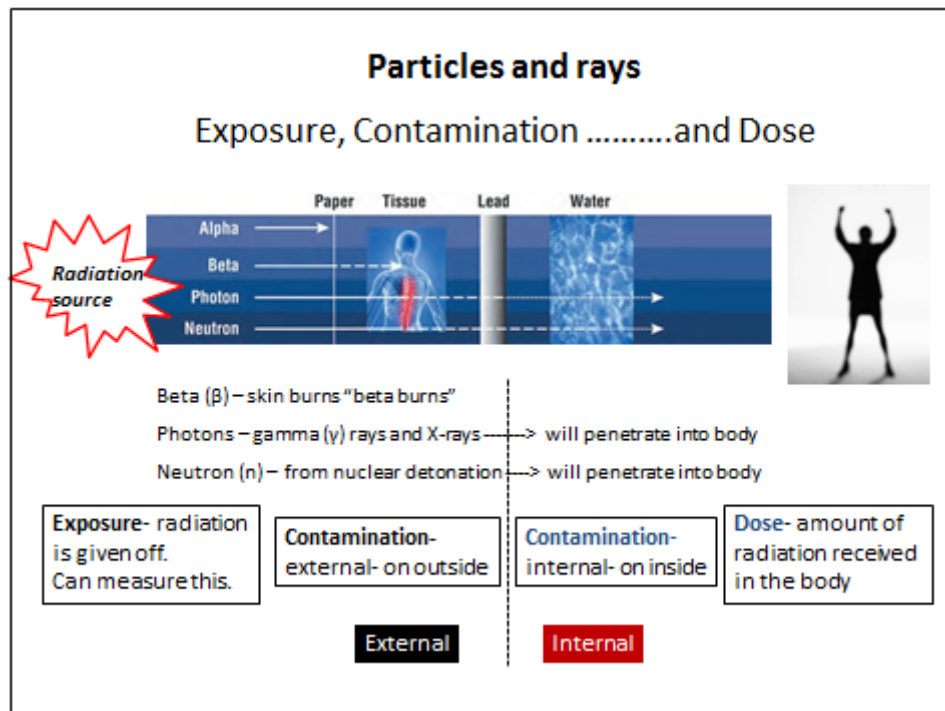 Particles and rays
Exposure, Contamination ……….and Dose
Paper Tissue Lead Water
Radiation
source
Alpha
Beta
Photon
Neutron
Beta (β) – skin burns “beta burns”
Photons – gamma (γ) rays and X-rays -----> will penetrate into body
Neutron (n) – from nuclear detonation ----> will penetrate into body
Exposure- radiation
is given off.
Can measure this.
Contamination-
external- on outside
Contamination-
internal- on inside
Dose- amount of
radiation received
in the body
External
Internal